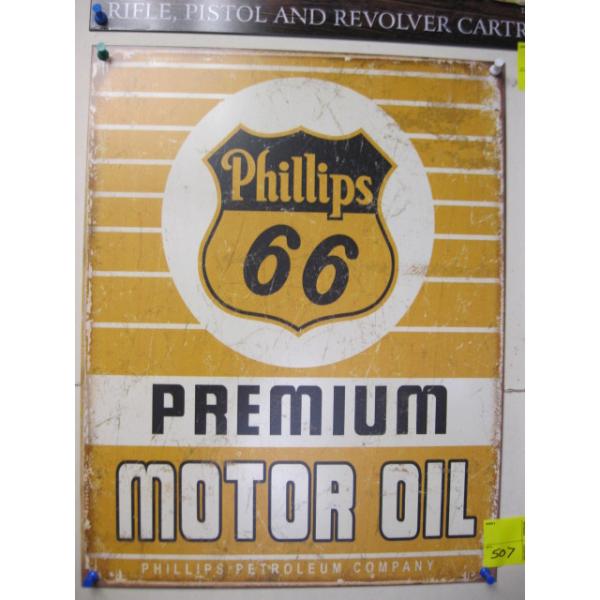 RIFLE, PISTOL AND REVOLVER CARTR
Phillips
66
PREMIUM
MOTOR OIL
507
PHILLIPS PETROLEUM COMPANY